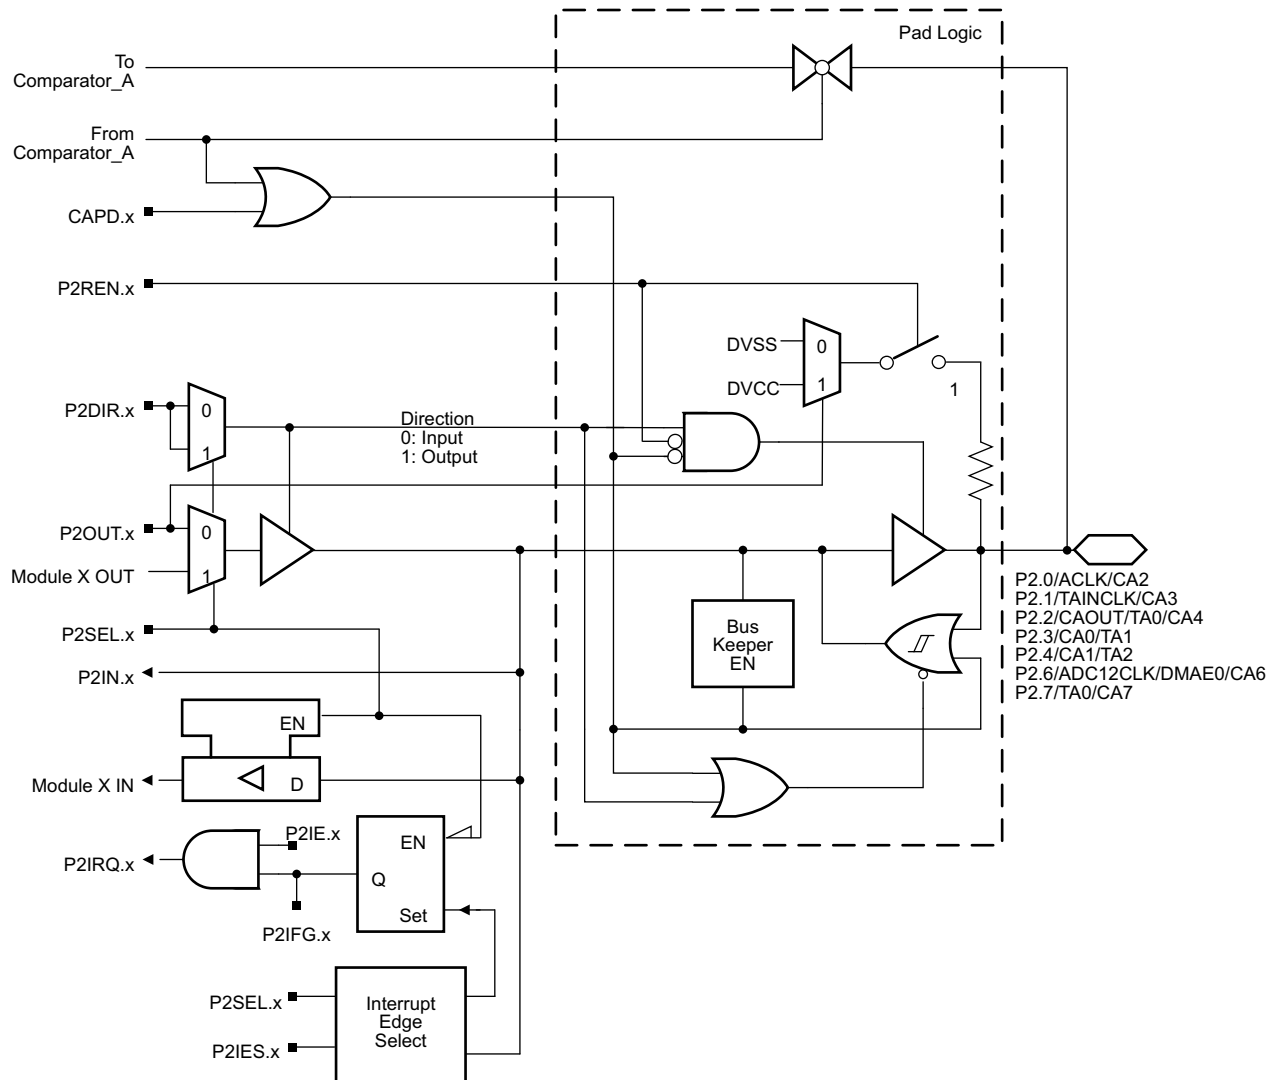 Pad Logic
To
Comparator_A
From
Comparator_A
CAPD.x
P2REN.x
DVSS
0
DVCC
1
1
P2DIR.x
0
1
Direction
0: Input
1: Output
P2OUT.x
0
Module X OUT
1
P2SEL.x
P2IN.x
Bus
Keeper
EN
P2.0/ACLK/CA2
P2.1/TAINCLK/CA3
P2.2/CAOUT/TA0/CA4
P2.3/CA0/TA1
P2.4/CA1/TA2
P2.6/ADC12CLK/DMAE0/CA6
P2.7/TA0/CA7
EN
Module X IN
D
P2IE.x
P2IRQ.x
EN
Q
Set
P2IFG.x
P2SEL.x
P2IES.x
Interrupt
Edge
Select